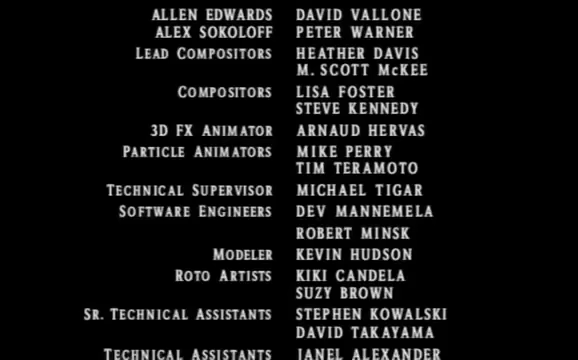 ALLEN EDWARDS DAVID VALLONE
ALEX SOKOLOFF PETER WARNER
LEAD COMPOSITORS HEATHER DAVIS
M. SCOTT McKEE
COMPOSITORS LISA FOSTER
STEVE KENNEDY
3D FX ANIMATOR ARNAUD HERVAS
PARTICLE ANIMATORS MIKE PERRY
TIM TERAMOTO
TECHNICAL SUPERVISOR MICHAEL TIGAR
SOFTWARE ENGINEERS DEV MANNEMELA
ROBERT MINSK
MODELER KEVIN HUDSON
ROTO ARTISTS KIKI CANDELA
SUZY BROWN
SR. TECHNICAL ASSISTANTS STEPHEN KOWALSKI
DAVID TAKAYAMA
TECHNICAL ASSISTANTS JANEL ALEXANDER